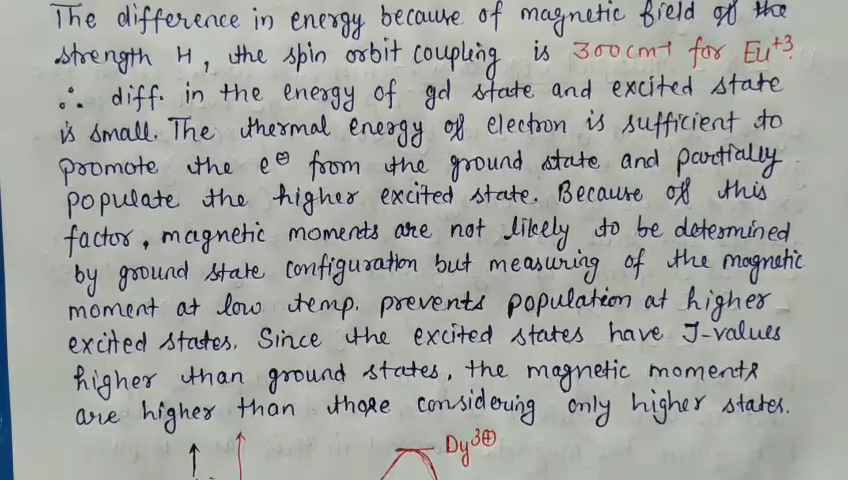 The difference in energy because of magnetic field of the
strength H, the spin orbit coupling is 300cm-1 for Eu+3.
∴ diff. in the energy of gd state and excited state
is small. The thermal energy of electron is sufficient to
promote the e⊖ from the ground state and partially
populate the higher excited state. Because of this
factor, magnetic moments are not likely to be determined
by ground state configuration but measuring of the magnetic
moment at low temp. prevents population at higher
excited states. Since the excited states have J-values
higher than ground states, the magnetic moments
are higher than those considering only higher states.
Dy3⊕